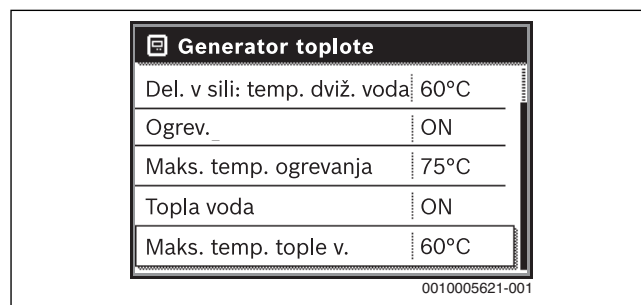 Generator toplote
Del. v sili: temp. dviž. voda 60°C
Ogrev._ ON
Maks. temp. ogrevanja 75°C
Topla voda ON
Maks. temp. tople v. 60°C
0010005621-001